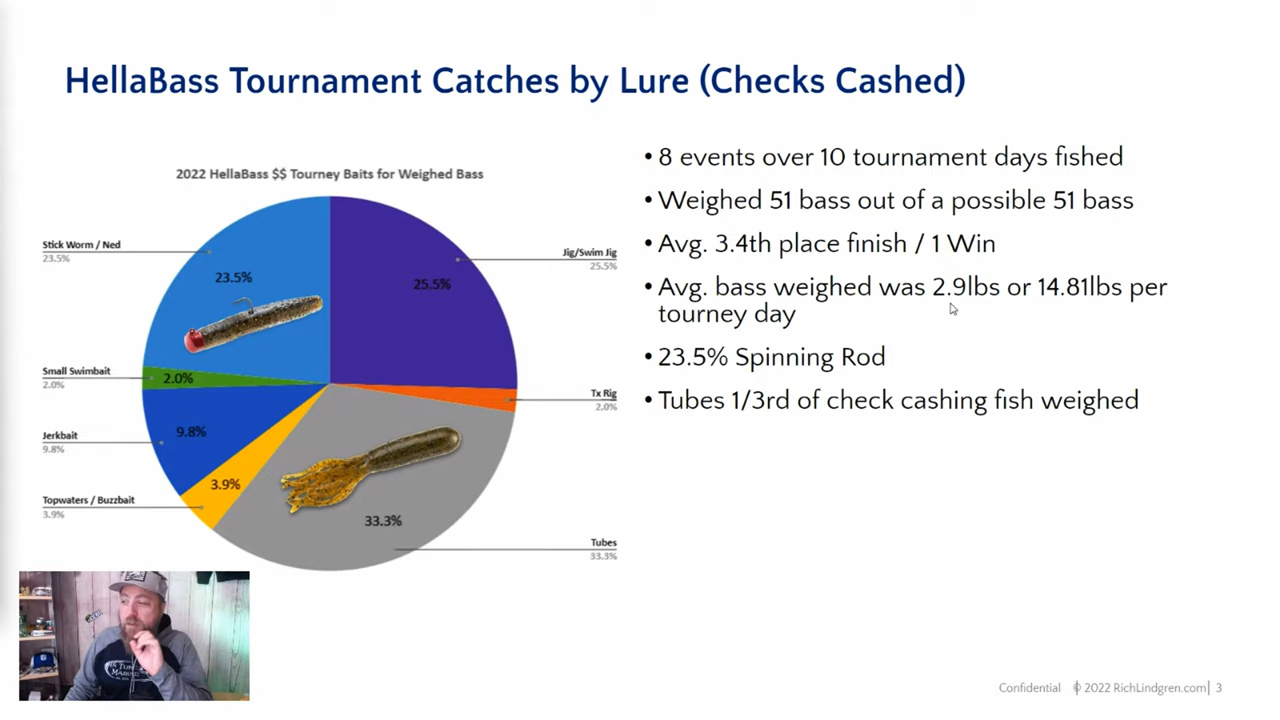 HellaBass Tournament Catches by Lure (Checks Cashed)
2022 HellaBass $$ Tourney Baits for Weighed Bass
Stick Worm / Ned
23.5%
23.5%
Jig/Swim Jig
25.5%
25.5%
Small Swimbait
2.0%
2.0%
Tx Rig
2.0%
Jerkbait
9.8%
9.8%
Topwaters / Buzzbait
3.9%
3.9%
33.3%
Tubes
33.3%
• 8 events over 10 tournament days fished
• Weighed 51 bass out of a possible 51 bass
• Avg. 3.4th place finish / 1 Win
• Avg. bass weighed was 2.9lbs or 14.81lbs per
tourney day
• 23.5% Spinning Rod
• Tubes 1/3rd of check cashing fish weighed
Confidential © 2022 RichLindgren.com| 3